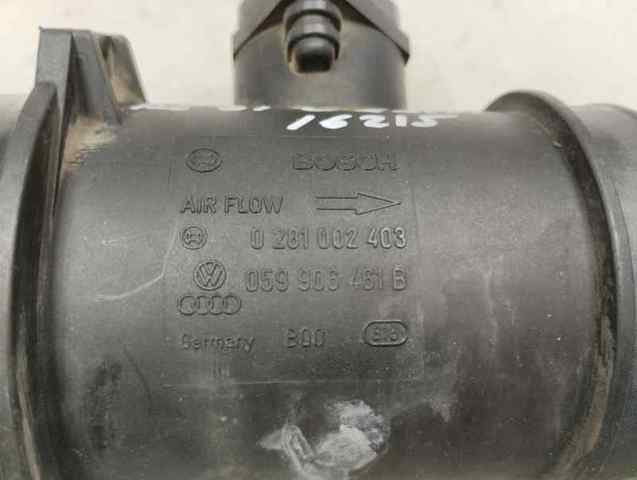 16215
BOSCH
AIR FLOW
0 281 002 403
059 906 461 B
Germany